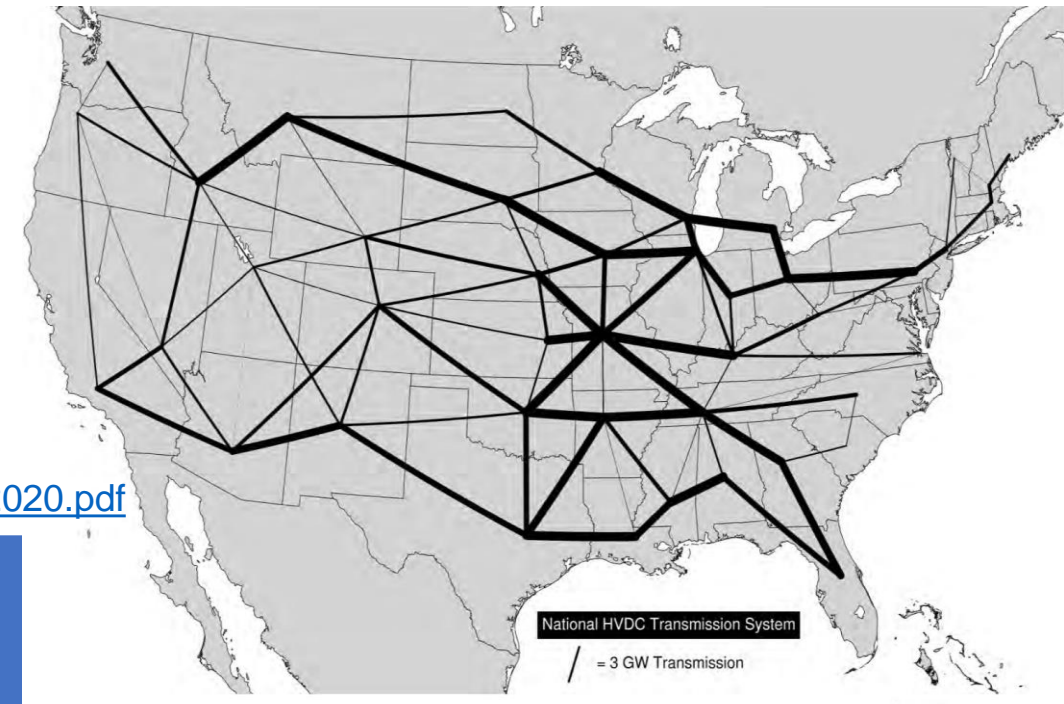 020.pdf
National HVDC Transmission System
= 3 GW Transmission